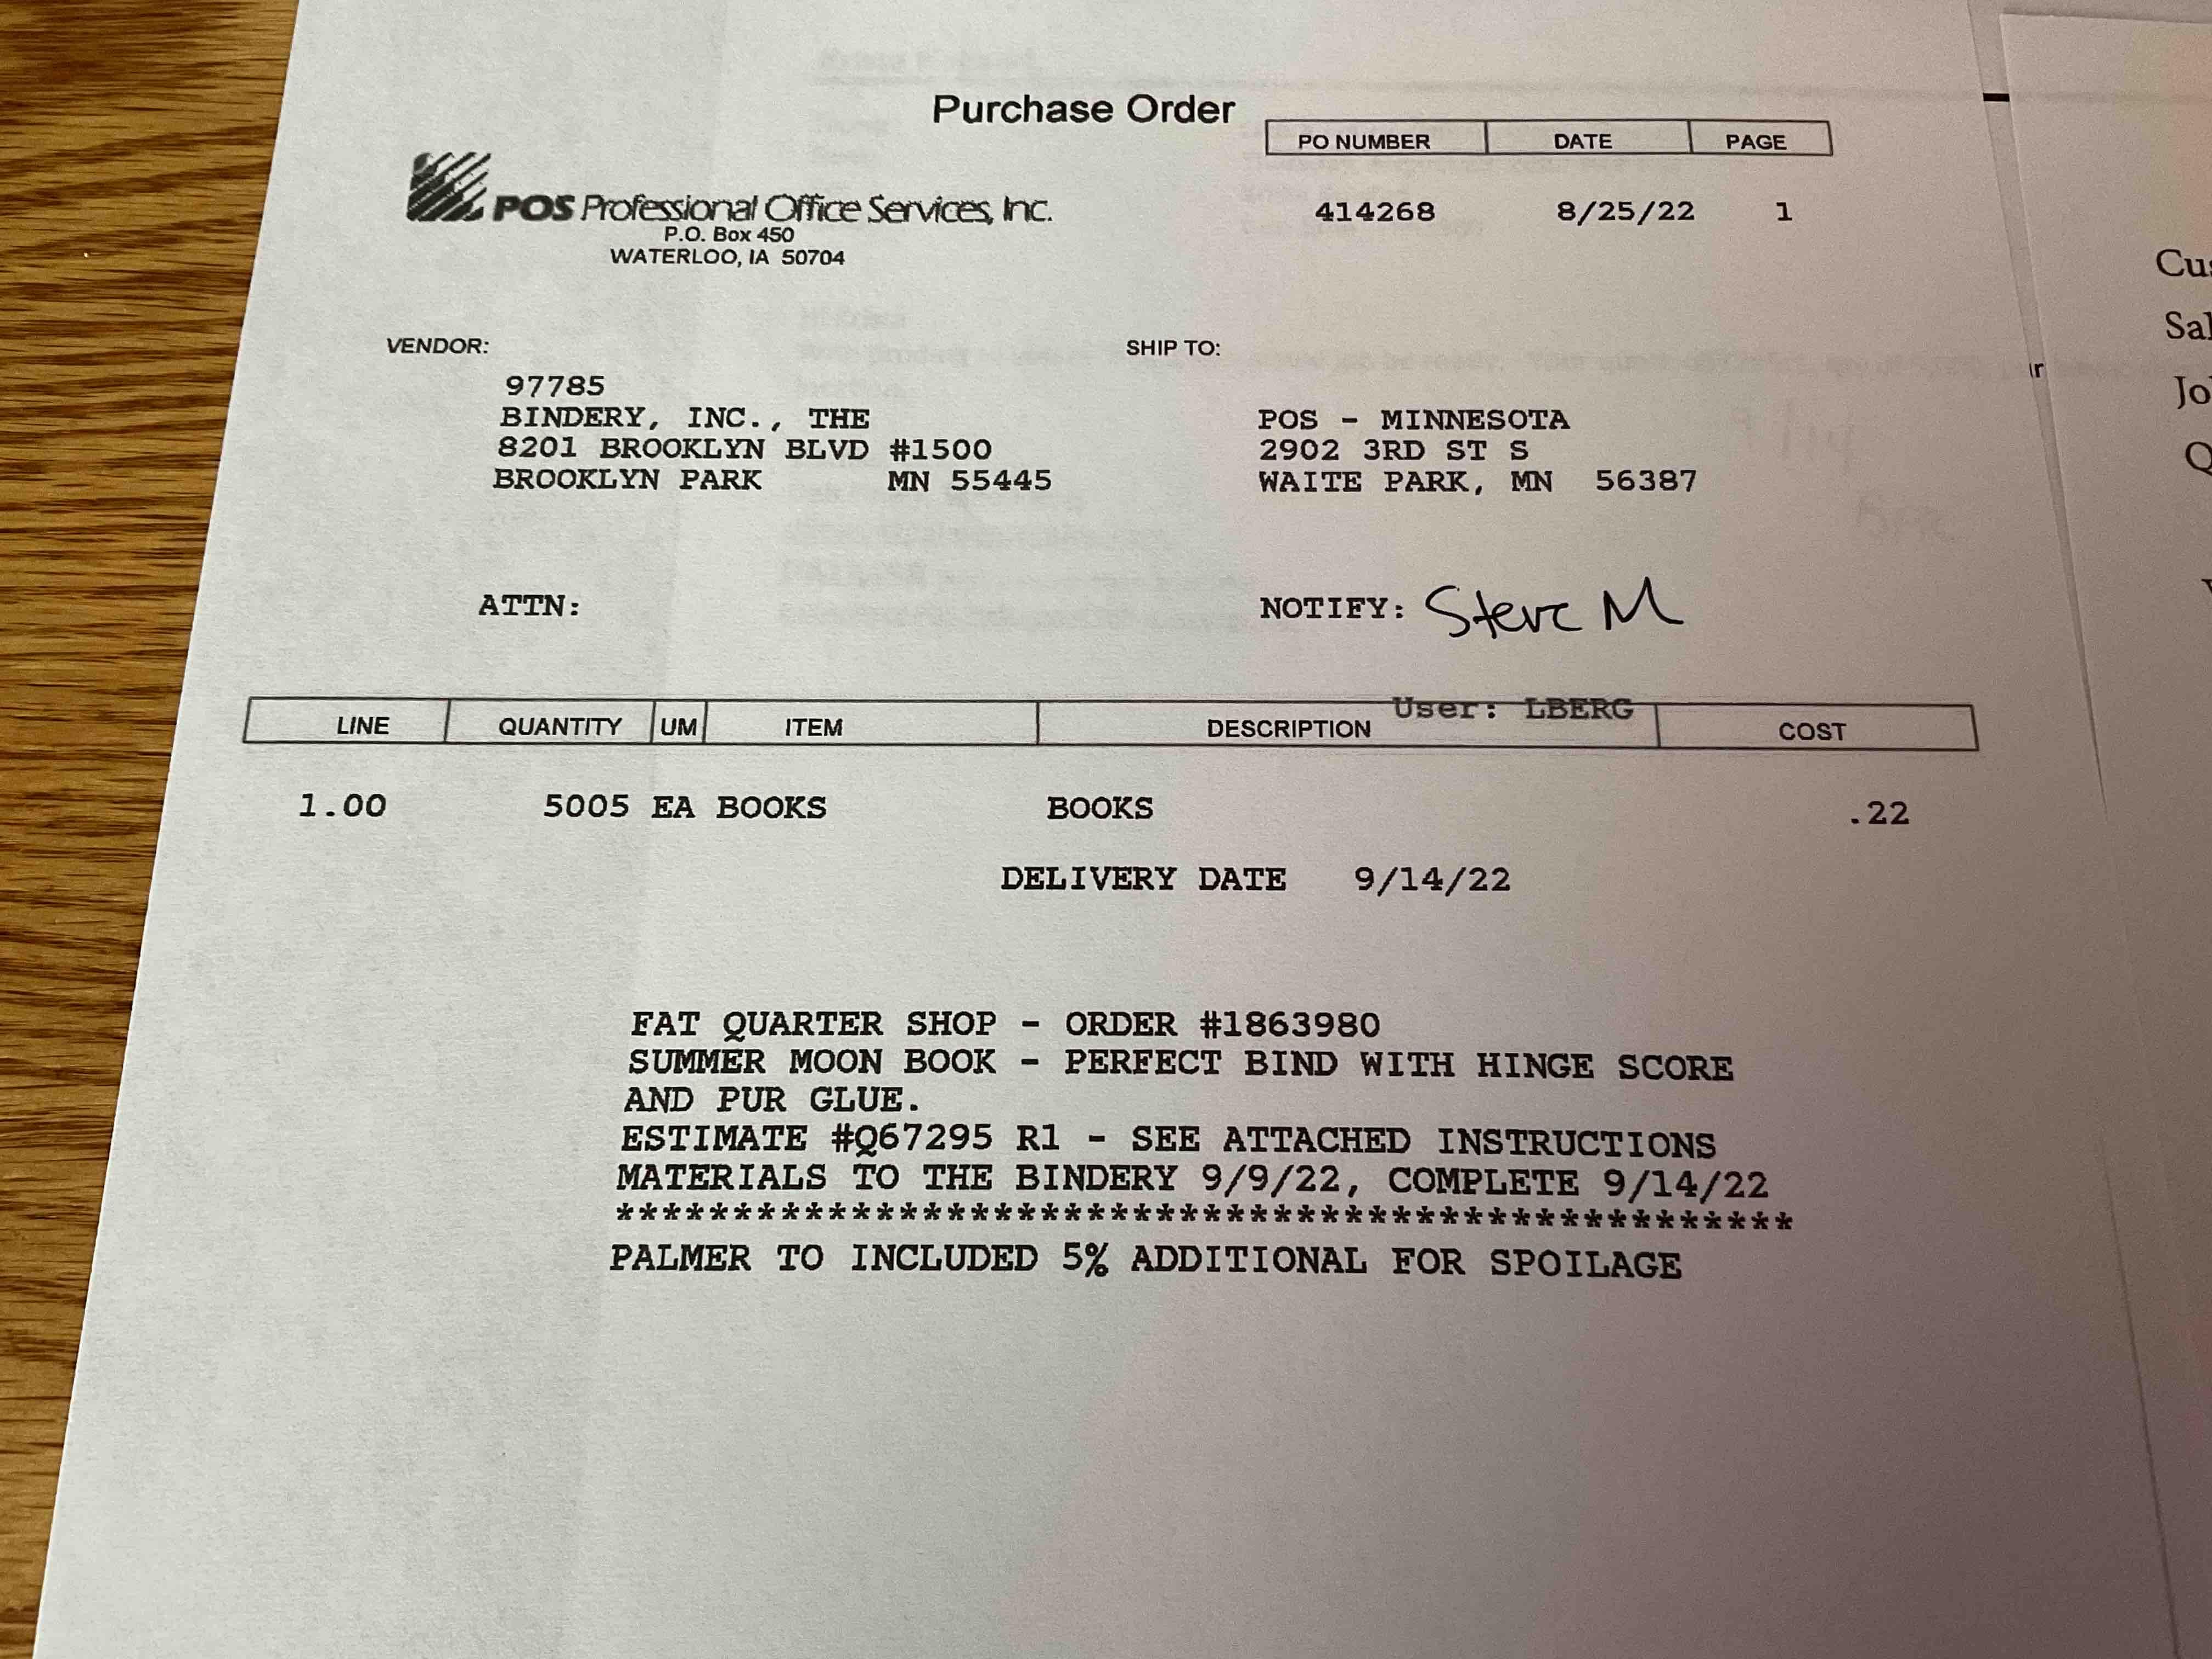 Purchase Order
PO NUMBER DATE PAGE
414268 8/25/22 1
POS Professional Office Services, Inc.
P.O. Box 450
WATERLOO, IA 50704
VENDOR:
97785
BINDERY, INC., THE
8201 BROOKLYN BLVD #1500
BROOKLYN PARK MN 55445
SHIP TO:
POS - MINNESOTA
2902 3RD ST S
WAITE PARK, MN 56387
ATTN:
NOTIFY: Steve M
User: LBERG
LINE QUANTITY UM ITEM DESCRIPTION COST
1.00 5005 EA BOOKS BOOKS .22
DELIVERY DATE 9/14/22
FAT QUARTER SHOP - ORDER #1863980
SUMMER MOON BOOK - PERFECT BIND WITH HINGE SCORE
AND PUR GLUE.
ESTIMATE #Q67295 R1 - SEE ATTACHED INSTRUCTIONS
MATERIALS TO THE BINDERY 9/9/22, COMPLETE 9/14/22
**************************************************
PALMER TO INCLUDED 5% ADDITIONAL FOR SPOILAGE